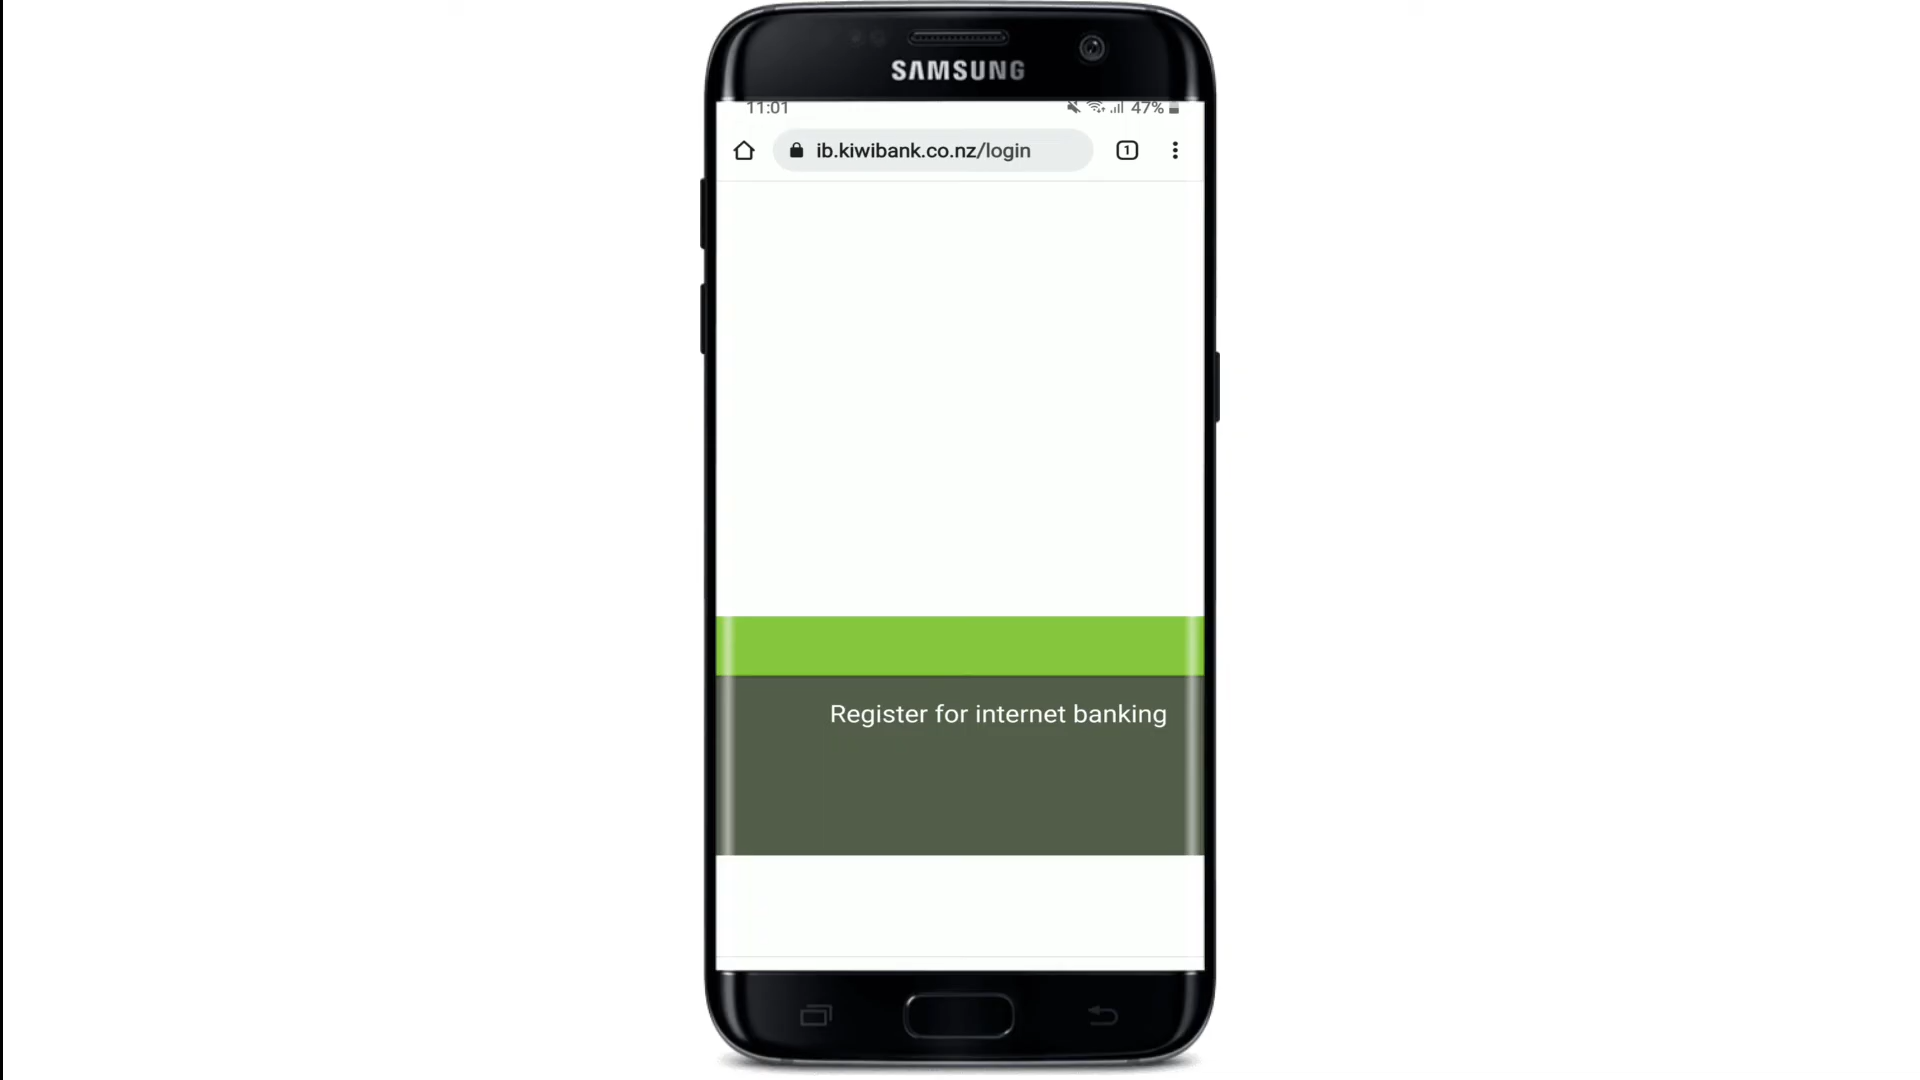 SAMSUNG
11:01
47%
ib.kiwibank.co.nz/login
1
Register for internet banking